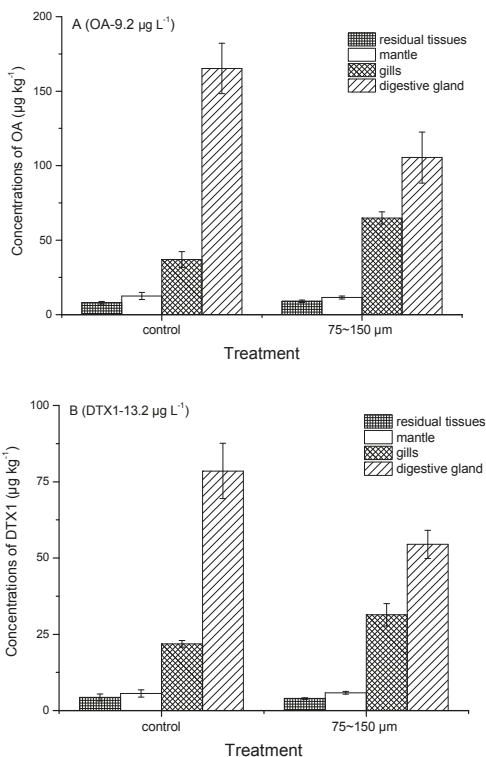 A (OA-9.2 µg L-1)
residual tissues
mantle
gills
digestive gland
Concentrations of OA (µg kg-1)
200
150
100
50
0
control
75~150 µm
Treatment
B (DTX1-13.2 µg L-1)
residual tissues
mantle
gills
digestive gland
Concentrations of DTX1 (µg kg-1)
100
75
50
25
0
control
75~150 µm
Treatment